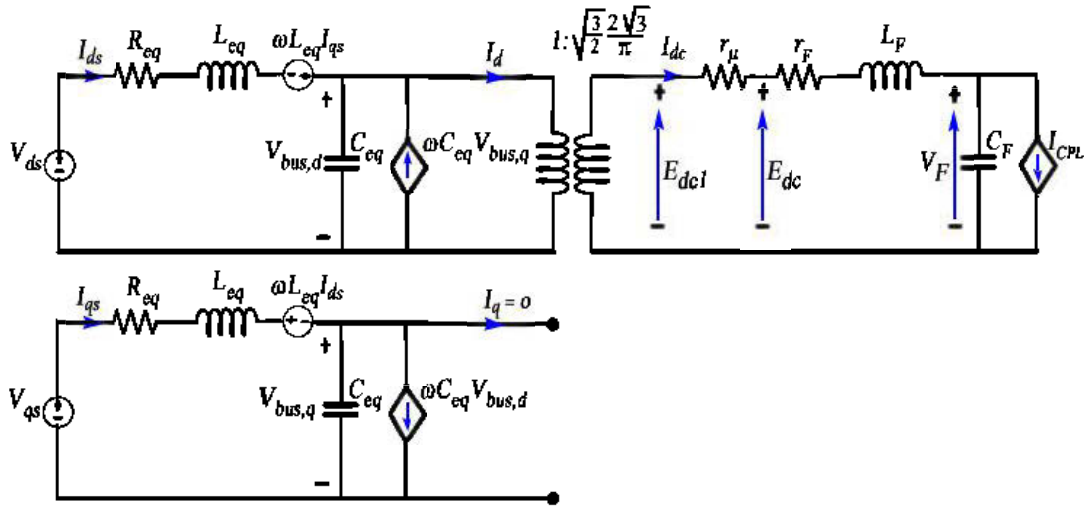 1:√3/2 2√3/π
I_ds R_eq L_eq ωL_eq I_qs I_d I_dc r_μ r_F L_F
V_ds + V_bus,d − C_eq ωC_eq V_bus,q + E_dc1 − + E_dc − + V_F − C_F I_CPL
I_qs R_eq L_eq ωL_eq I_ds I_q = 0
V_qs + V_bus,q − C_eq ωC_eq V_bus,d